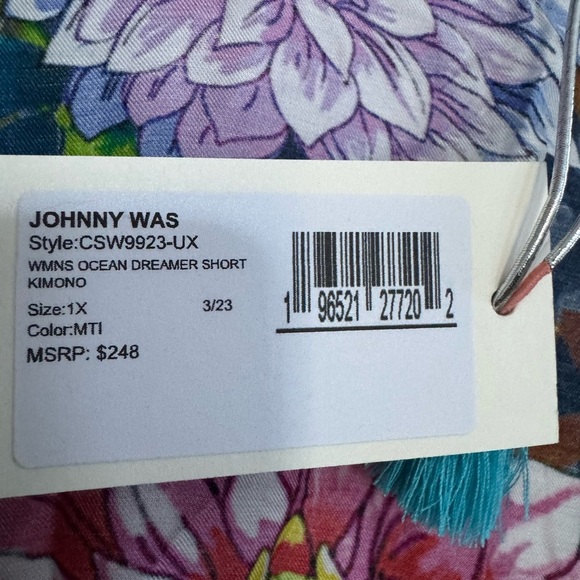 JOHNNY WAS
Style:CSW9923-UX
WMNS OCEAN DREAMER SHORT
KIMONO
Size:1X 3/23
Color:MTI
MSRP: $248
1 96521 27720 2